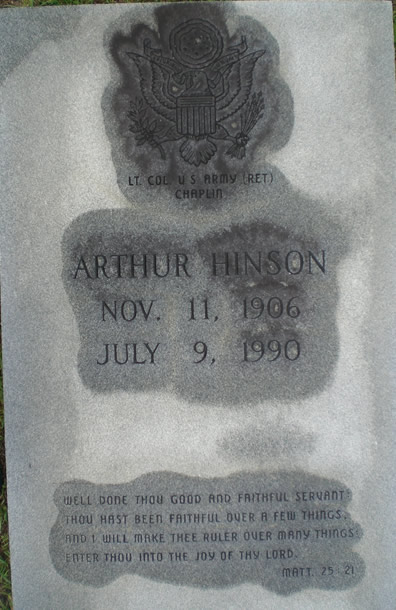 LT. COL. U S ARMY (RET.)
CHAPLIN
ARTHUR HINSON
NOV. 11, 1906
JULY 9, 1990
WELL DONE THOU GOOD AND FAITHFUL SERVANT:
THOU HAST BEEN FAITHFUL OVER A FEW THINGS,
AND I WILL MAKE THEE RULER OVER MANY THINGS:
ENTER THOU INTO THE JOY OF THY LORD.
MATT. 25:21